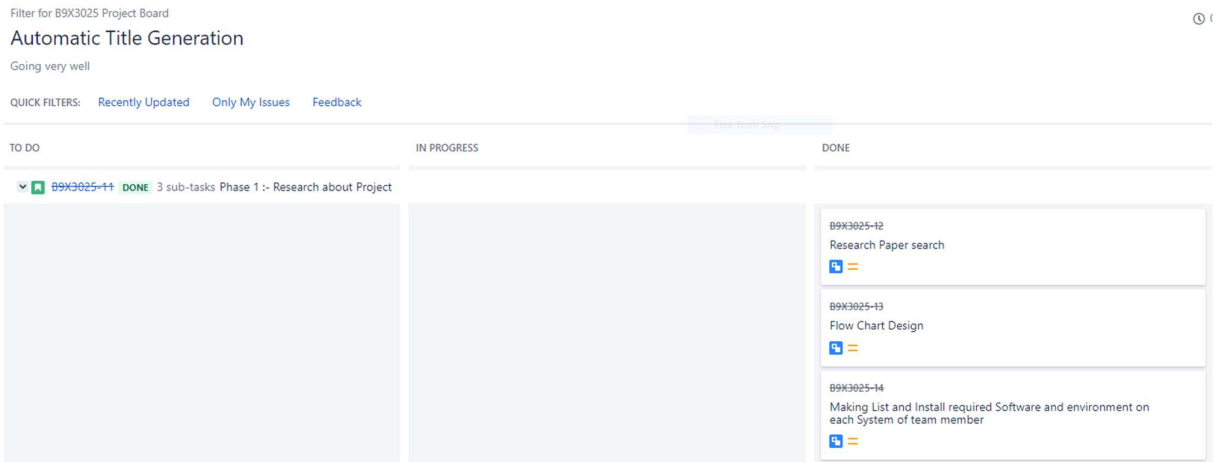 Filter for B9X3025 Project Board
Automatic Title Generation
Going very well
QUICK FILTERS: Recently Updated Only My Issues Feedback
TO DO IN PROGRESS DONE
B9X3025-11 DONE 3 sub-tasks Phase 1 :- Research about Project
B9X3025-12
Research Paper search
B9X3025-13
Flow Chart Design
B9X3025-14
Making List and Install required Software and environment on
each System of team member